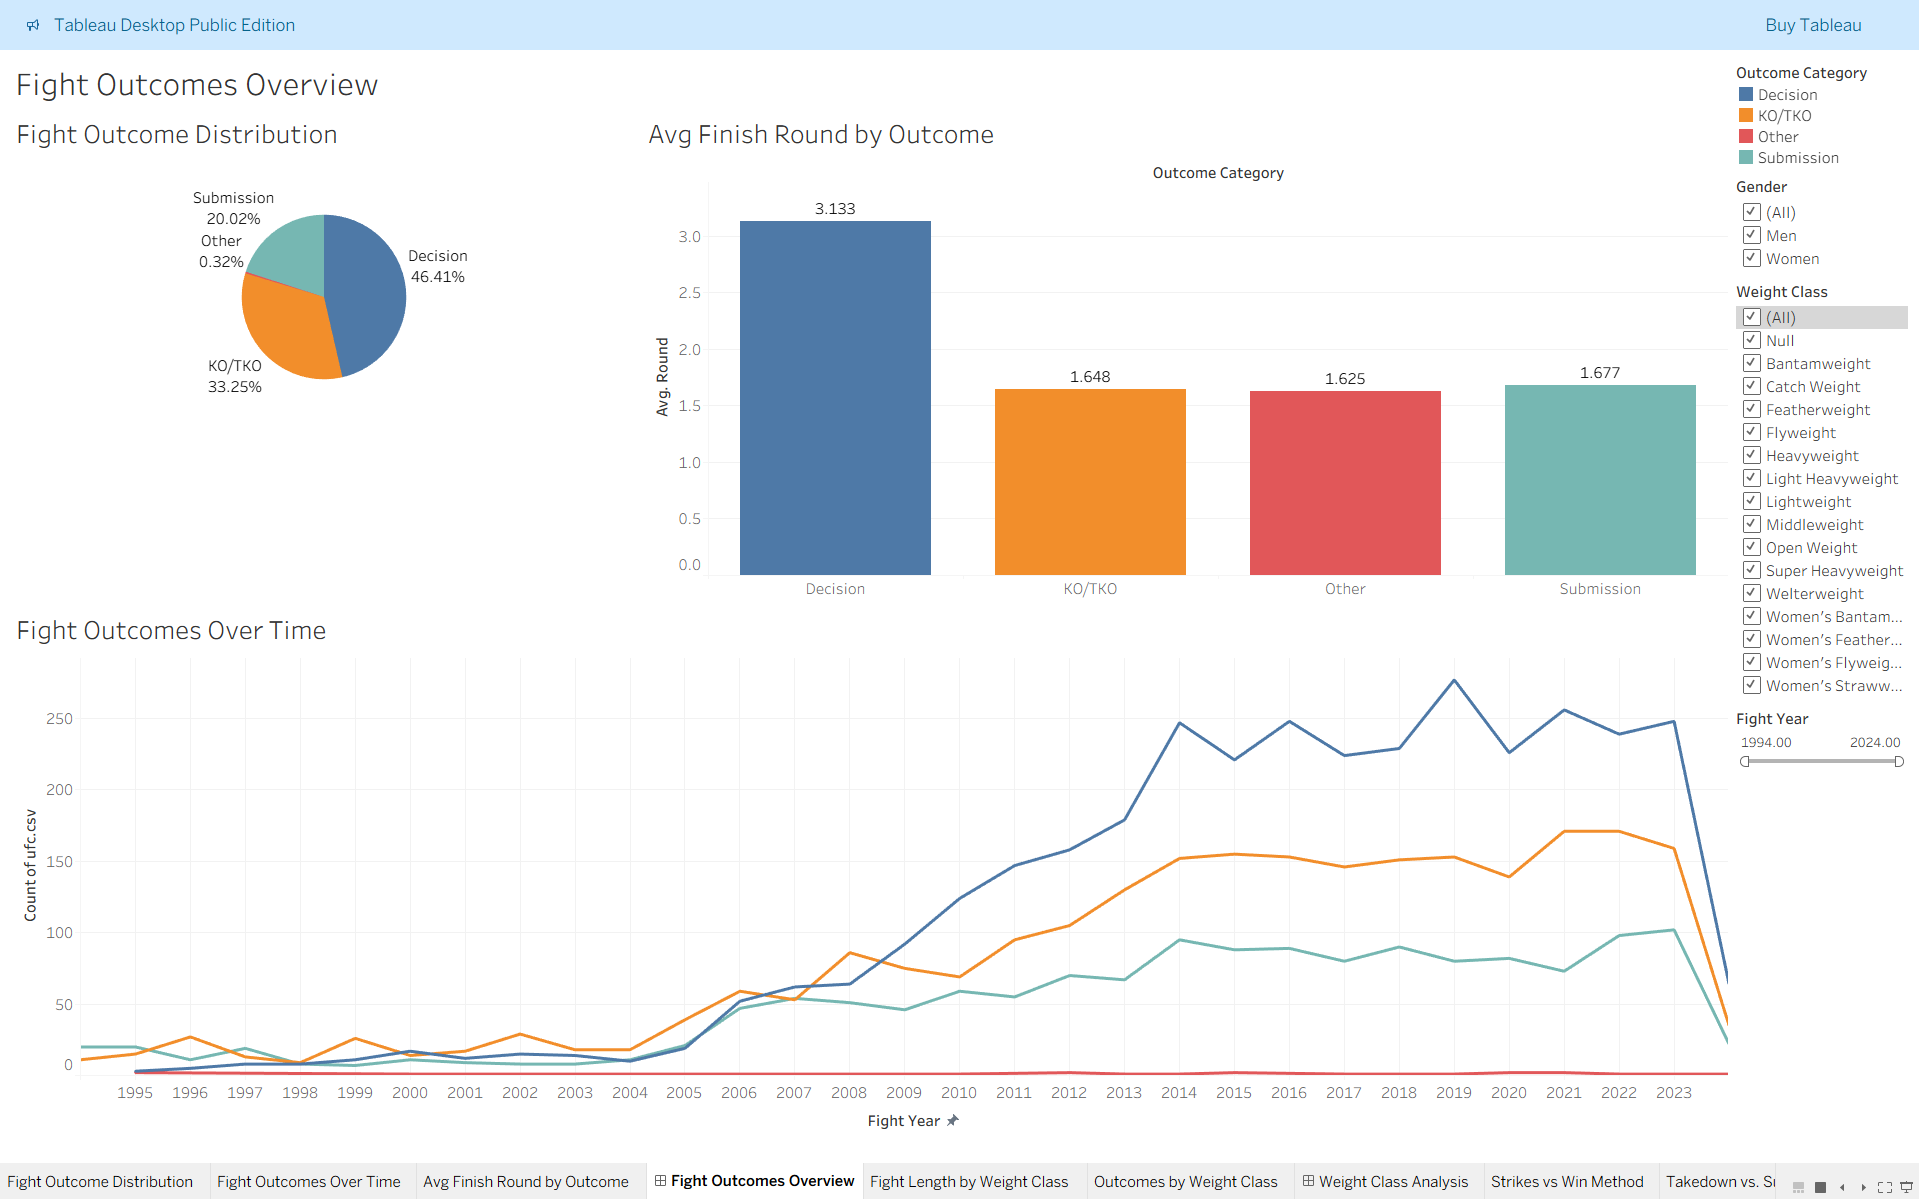 Tableau Desktop Public Edition
Buy Tableau
Fight Outcomes Overview
Fight Outcome Distribution
Submission
20.02%
Other
0.32%
Decision
46.41%
KO/TKO
33.25%
Avg Finish Round by Outcome
Outcome Category
Avg. Round
3.0
2.5
2.0
1.5
1.0
0.5
0.0
3.133
1.648
1.625
1.677
Decision
KO/TKO
Other
Submission
Fight Outcomes Over Time
Count of ufc.csv
250
200
150
100
50
0
1995 1996 1997 1998 1999 2000 2001 2002 2003 2004 2005 2006 2007 2008 2009 2010 2011 2012 2013 2014 2015 2016 2017 2018 2019 2020 2021 2022 2023
Fight Year
Outcome Category
Decision
KO/TKO
Other
Submission
Gender
(All)
Men
Women
Weight Class
(All)
Null
Bantamweight
Catch Weight
Featherweight
Flyweight
Heavyweight
Light Heavyweight
Lightweight
Middleweight
Open Weight
Super Heavyweight
Welterweight
Women's Bantam...
Women's Feather...
Women's Flyweig...
Women's Straww...
Fight Year
1994.00 2024.00
Fight Outcome Distribution
Fight Outcomes Over Time
Avg Finish Round by Outcome
Fight Outcomes Overview
Fight Length by Weight Class
Outcomes by Weight Class
Weight Class Analysis
Strikes vs Win Method
Takedown vs.